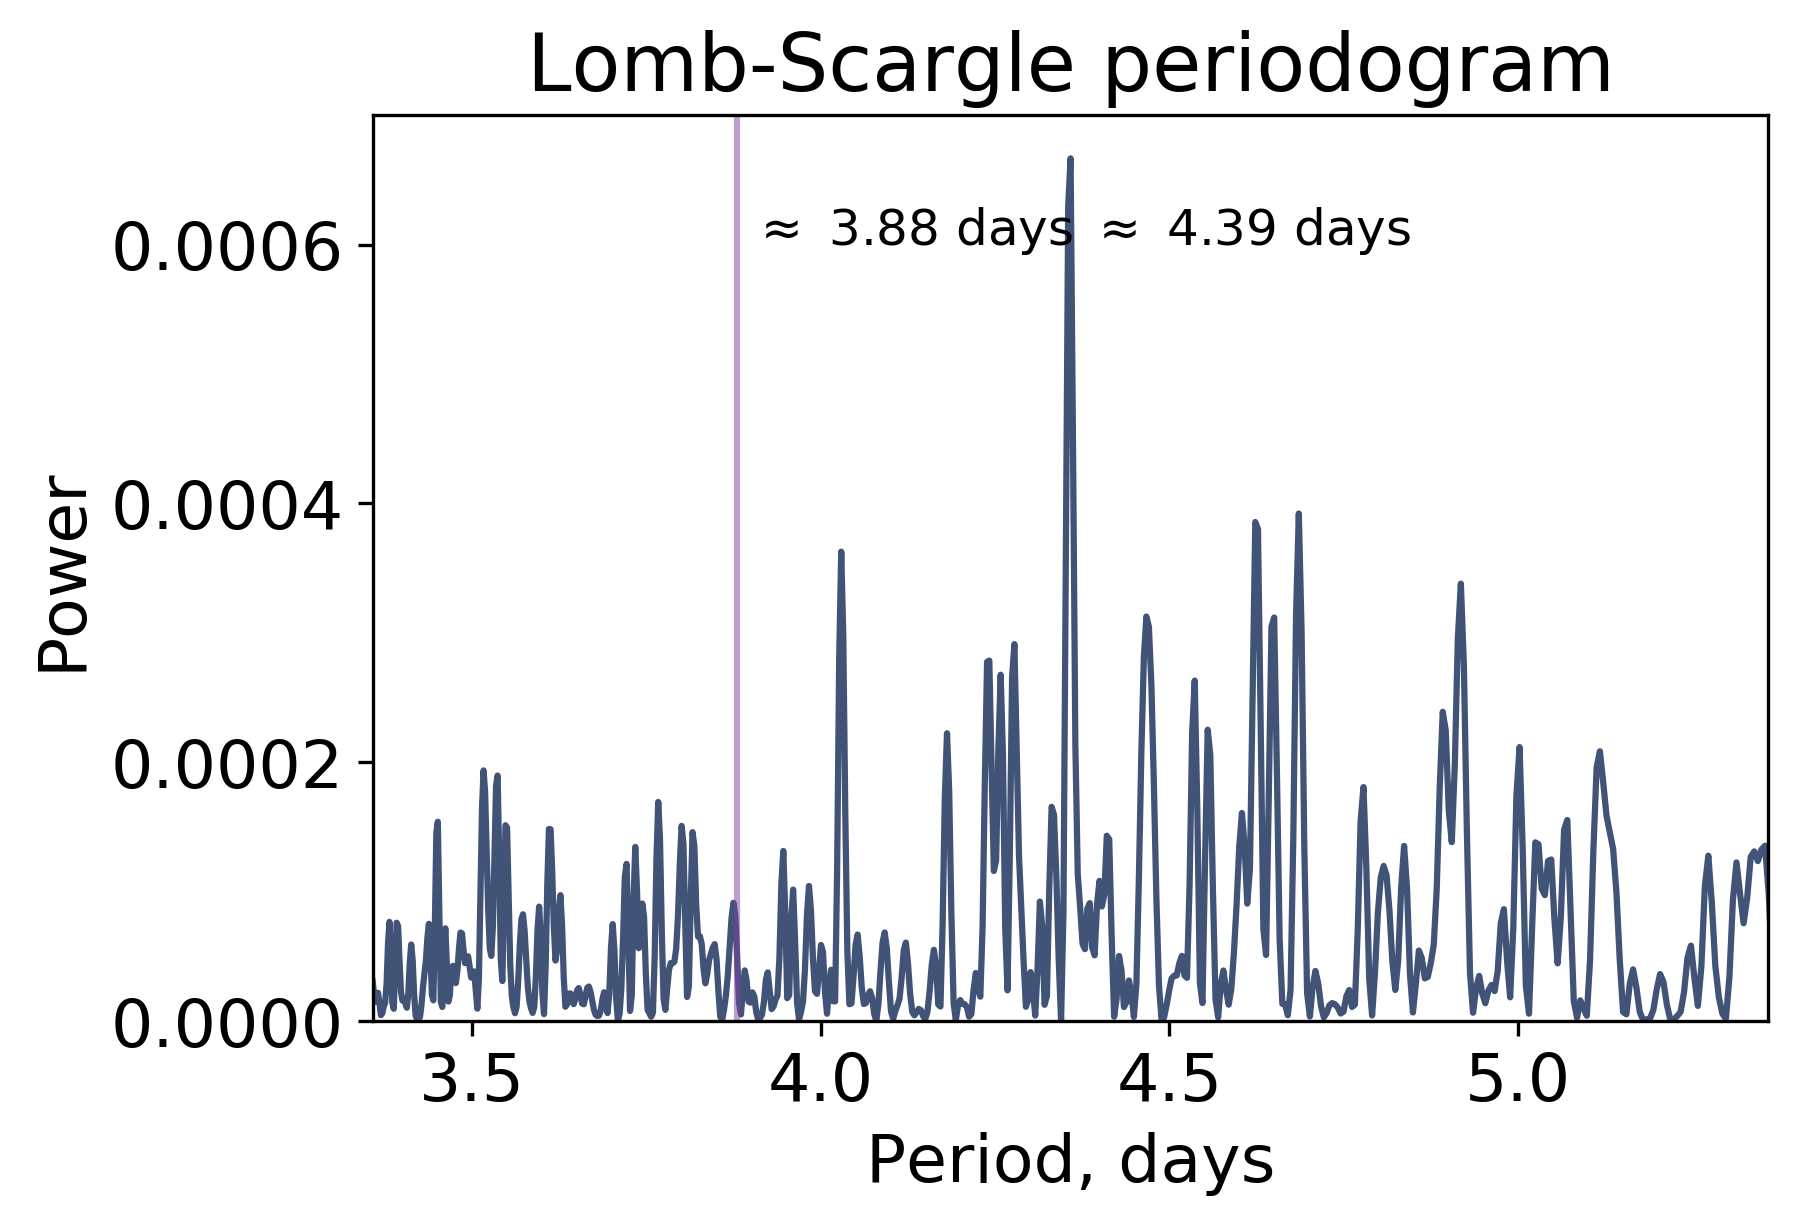 Lomb-Scargle periodogram
≈ 3.88 days ≈ 4.39 days
0.0006
0.0004
0.0002
0.0000
Power
3.5 4.0 4.5 5.0
Period, days